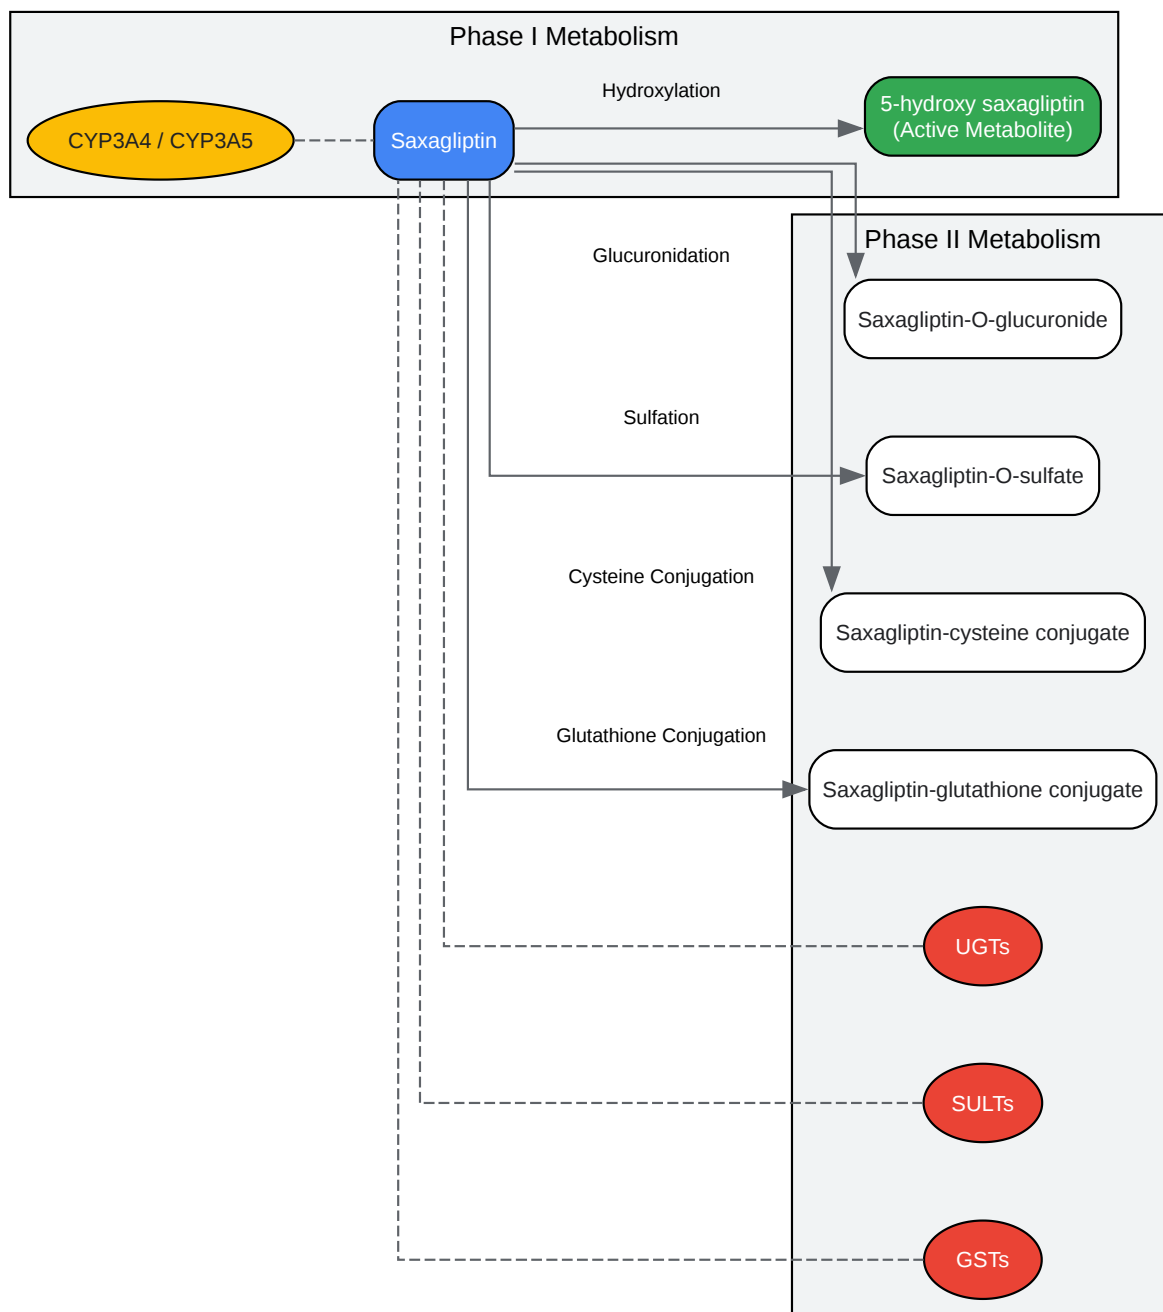 Phase I Metabolism
CYP3A4 / CYP3A5
Saxagliptin
Hydroxylation
5-hydroxy saxagliptin
(Active Metabolite)
Phase II Metabolism
Glucuronidation
Saxagliptin-O-glucuronide
Sulfation
Saxagliptin-O-sulfate
Cysteine Conjugation
Saxagliptin-cysteine conjugate
Glutathione Conjugation
Saxagliptin-glutathione conjugate
UGTs
SULTs
GSTs